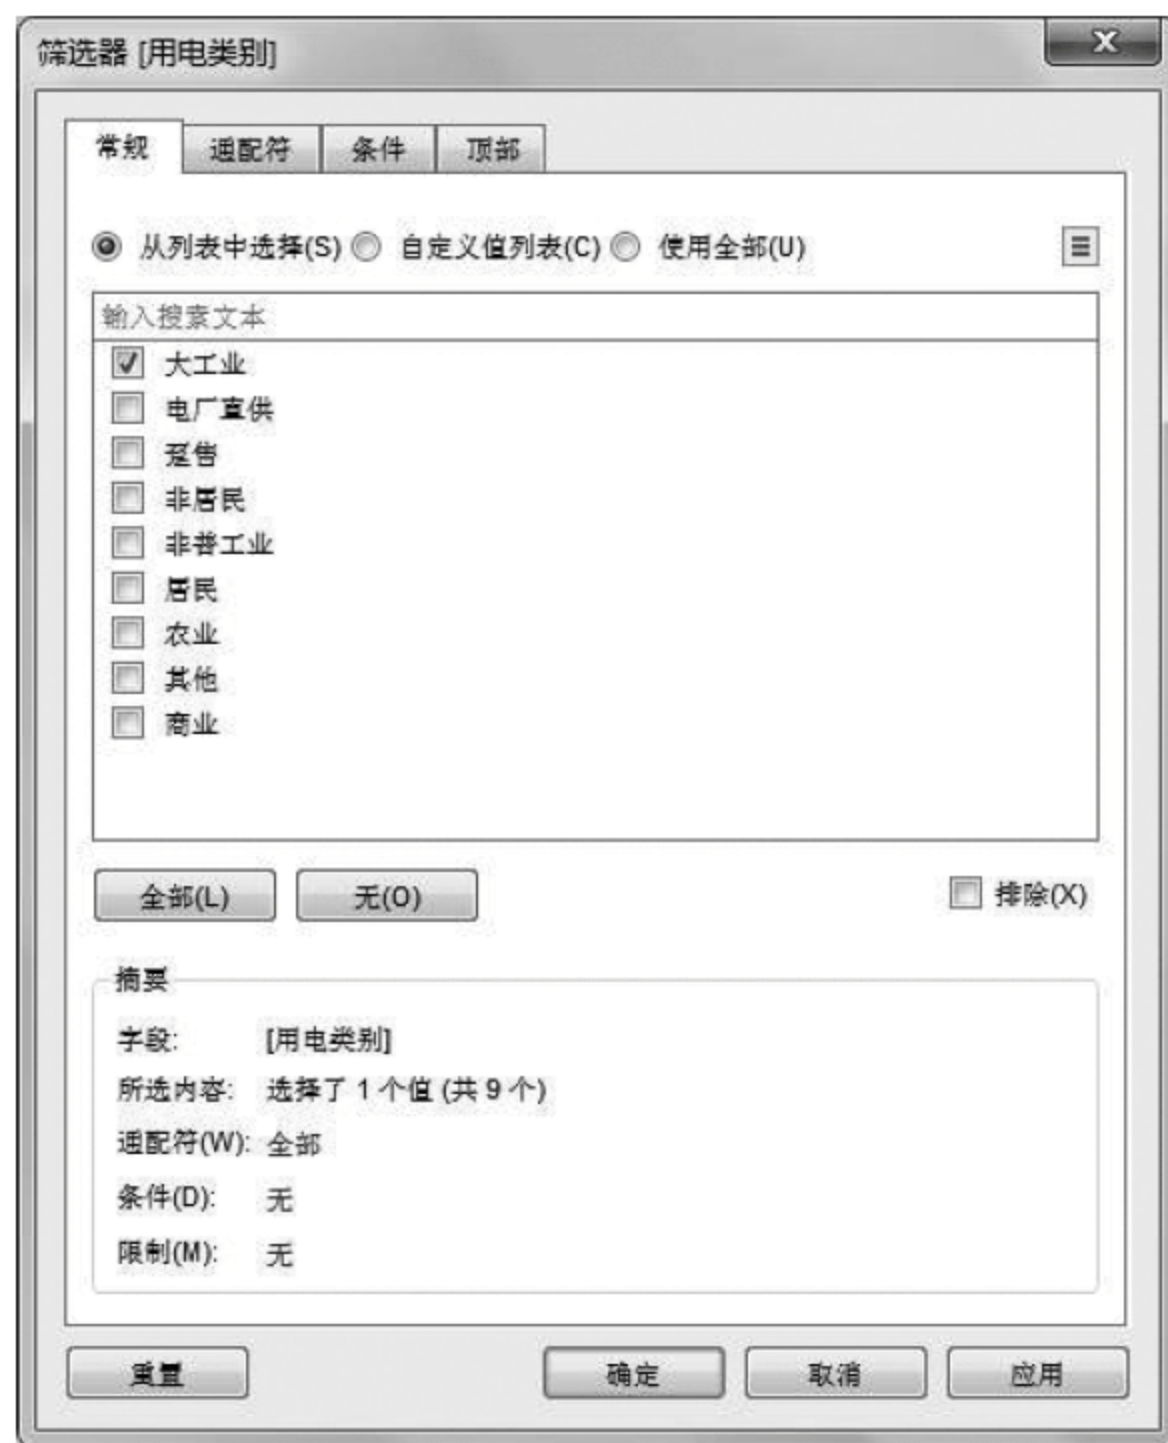 筛选器 [用电类别]
x
常规 通配符 条件 顶部
从列表中选择(S) 自定义值列表(C) 使用全部(U)
输入搜索文本
大工业
电厂直供
趸售
非居民
非普工业
居民
农业
其他
商业
全部(L) 无(O) 排除(X)
摘要
字段: [用电类别]
所选内容: 选择了 1 个值 (共 9 个)
通配符(W): 全部
条件(D): 无
限制(M): 无
重置 确定 取消 应用